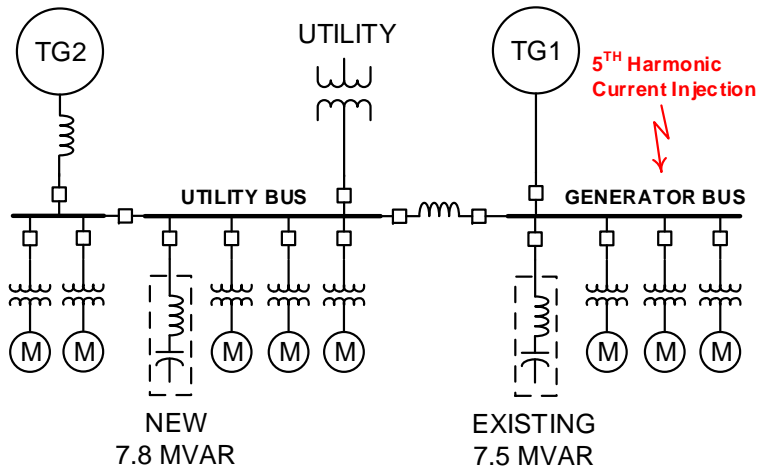 TG2
UTILITY
TG1
5TH Harmonic
Current Injection
UTILITY BUS
GENERATOR BUS
M
M
M
M
M
M
M
M
NEW
7.8 MVAR
EXISTING
7.5 MVAR